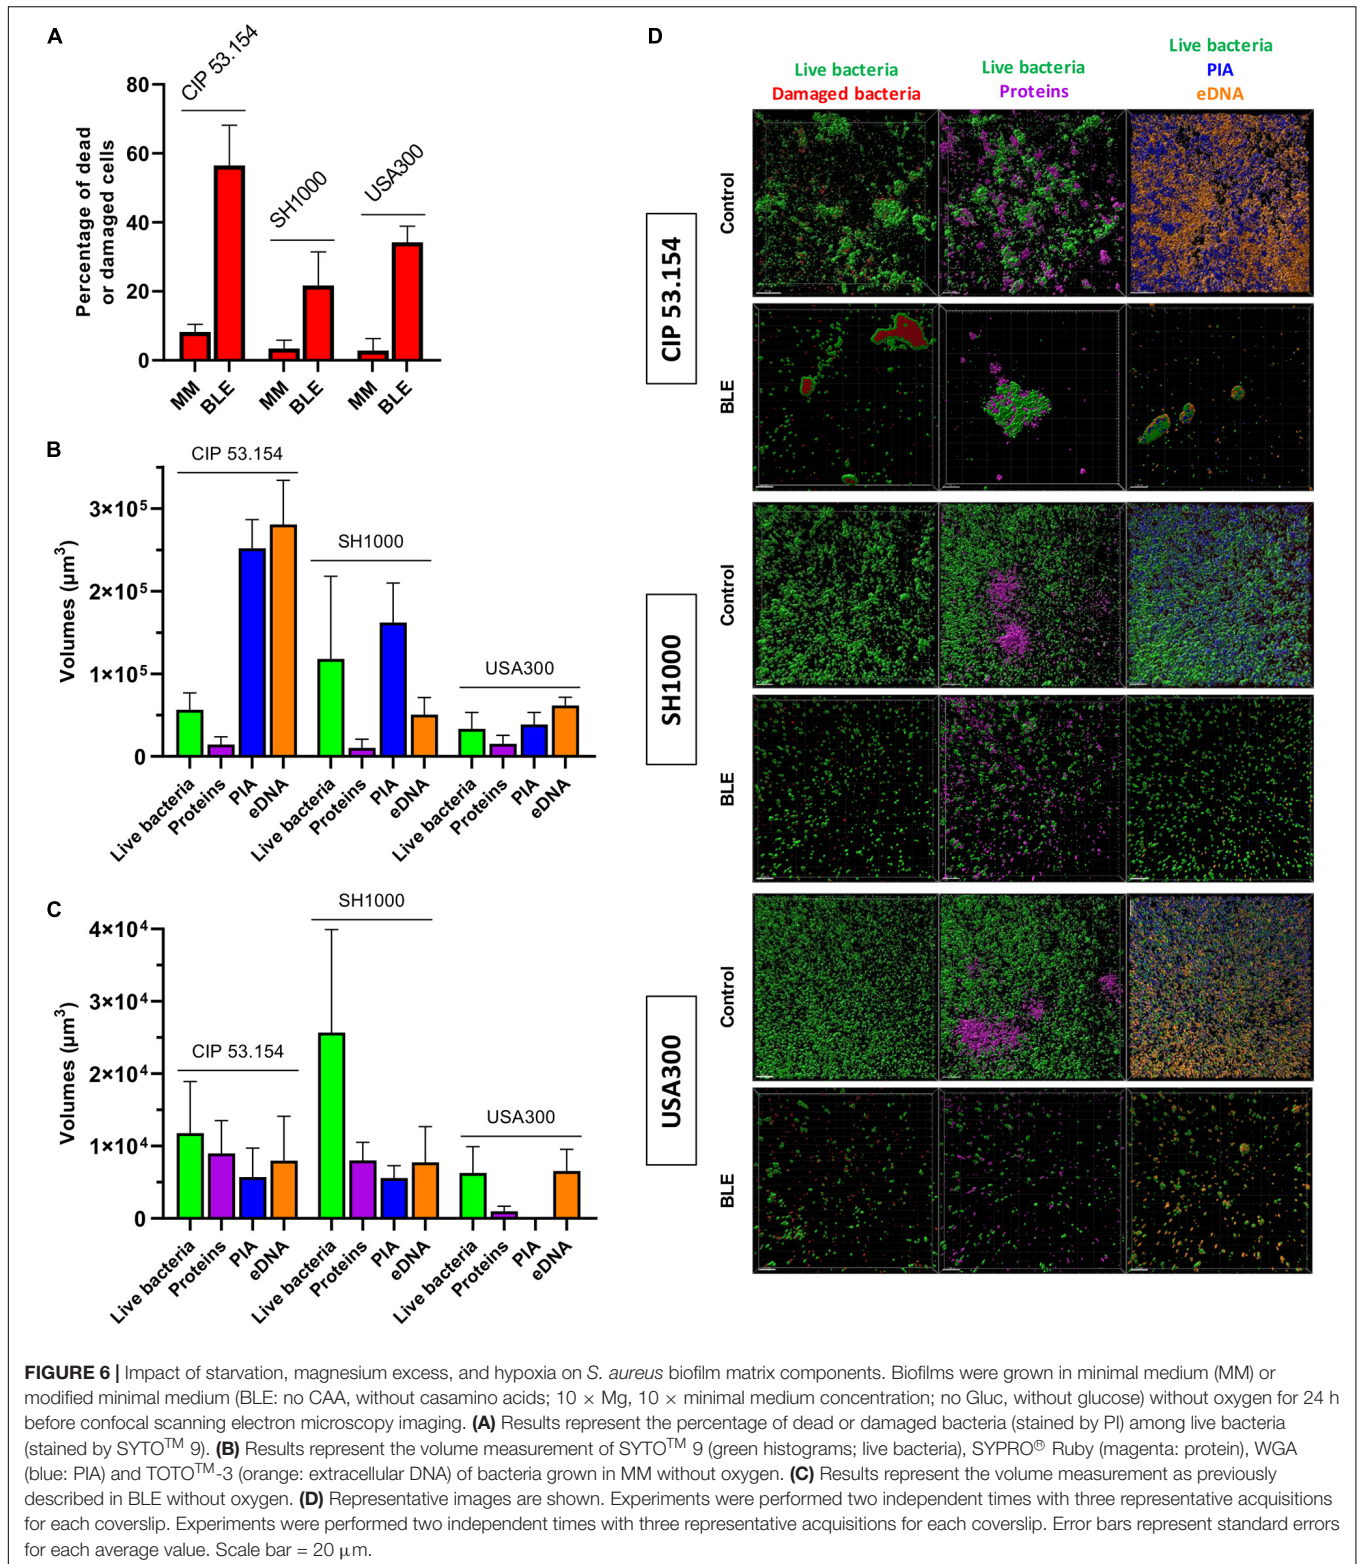 A
CIP 53.154
SH1000
USA300
Percentage of dead
or damaged cells
80
60
40
20
0
MM
BLE
MM
BLE
MM
BLE
B
CIP 53.154
SH1000
USA300
Volumes (µm³)
3×10⁵
2×10⁵
1×10⁵
0
Live bacteria
Proteins
PIA
eDNA
Live bacteria
Proteins
PIA
eDNA
Live bacteria
Proteins
PIA
eDNA
C
SH1000
CIP 53.154
USA300
Volumes (µm³)
4×10⁴
3×10⁴
2×10⁴
1×10⁴
0
Live bacteria
Proteins
PIA
eDNA
Live bacteria
Proteins
PIA
eDNA
Live bacteria
Proteins
PIA
eDNA
D
Live bacteria
Damaged bacteria
Live bacteria
Proteins
Live bacteria
PIA
eDNA
CIP 53.154
Control
BLE
SH1000
Control
BLE
USA300
Control
BLE
FIGURE 6 | Impact of starvation, magnesium excess, and hypoxia on S. aureus biofilm matrix components. Biofilms were grown in minimal medium (MM) or
modified minimal medium (BLE: no CAA, without casamino acids; 10 × Mg, 10 × minimal medium concentration; no Gluc, without glucose) without oxygen for 24 h
before confocal scanning electron microscopy imaging. (A) Results represent the percentage of dead or damaged bacteria (stained by PI) among live bacteria
(stained by SYTO™ 9). (B) Results represent the volume measurement of SYTO™ 9 (green histograms; live bacteria), SYPRO® Ruby (magenta: protein), WGA
(blue: PIA) and TOTO™-3 (orange: extracellular DNA) of bacteria grown in MM without oxygen. (C) Results represent the volume measurement as previously
described in BLE without oxygen. (D) Representative images are shown. Experiments were performed two independent times with three representative acquisitions
for each coverslip. Experiments were performed two independent times with three representative acquisitions for each coverslip. Error bars represent standard errors
for each average value. Scale bar = 20 µm.